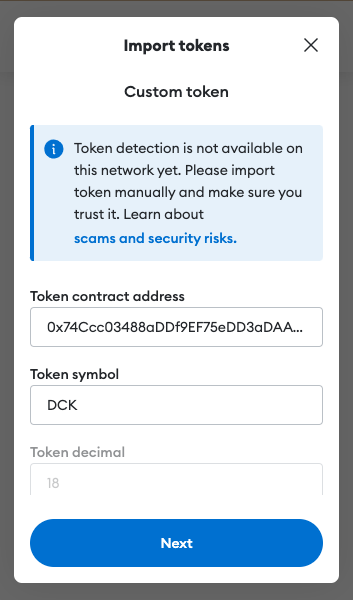 Import tokens
Custom token
Token detection is not available on
this network yet. Please import
token manually and make sure you
trust it. Learn about
scams and security risks.
Token contract address
0x74Ccc03488aDDf9EF75eDD3aDAA...
Token symbol
DCK
Token decimal
18
Next